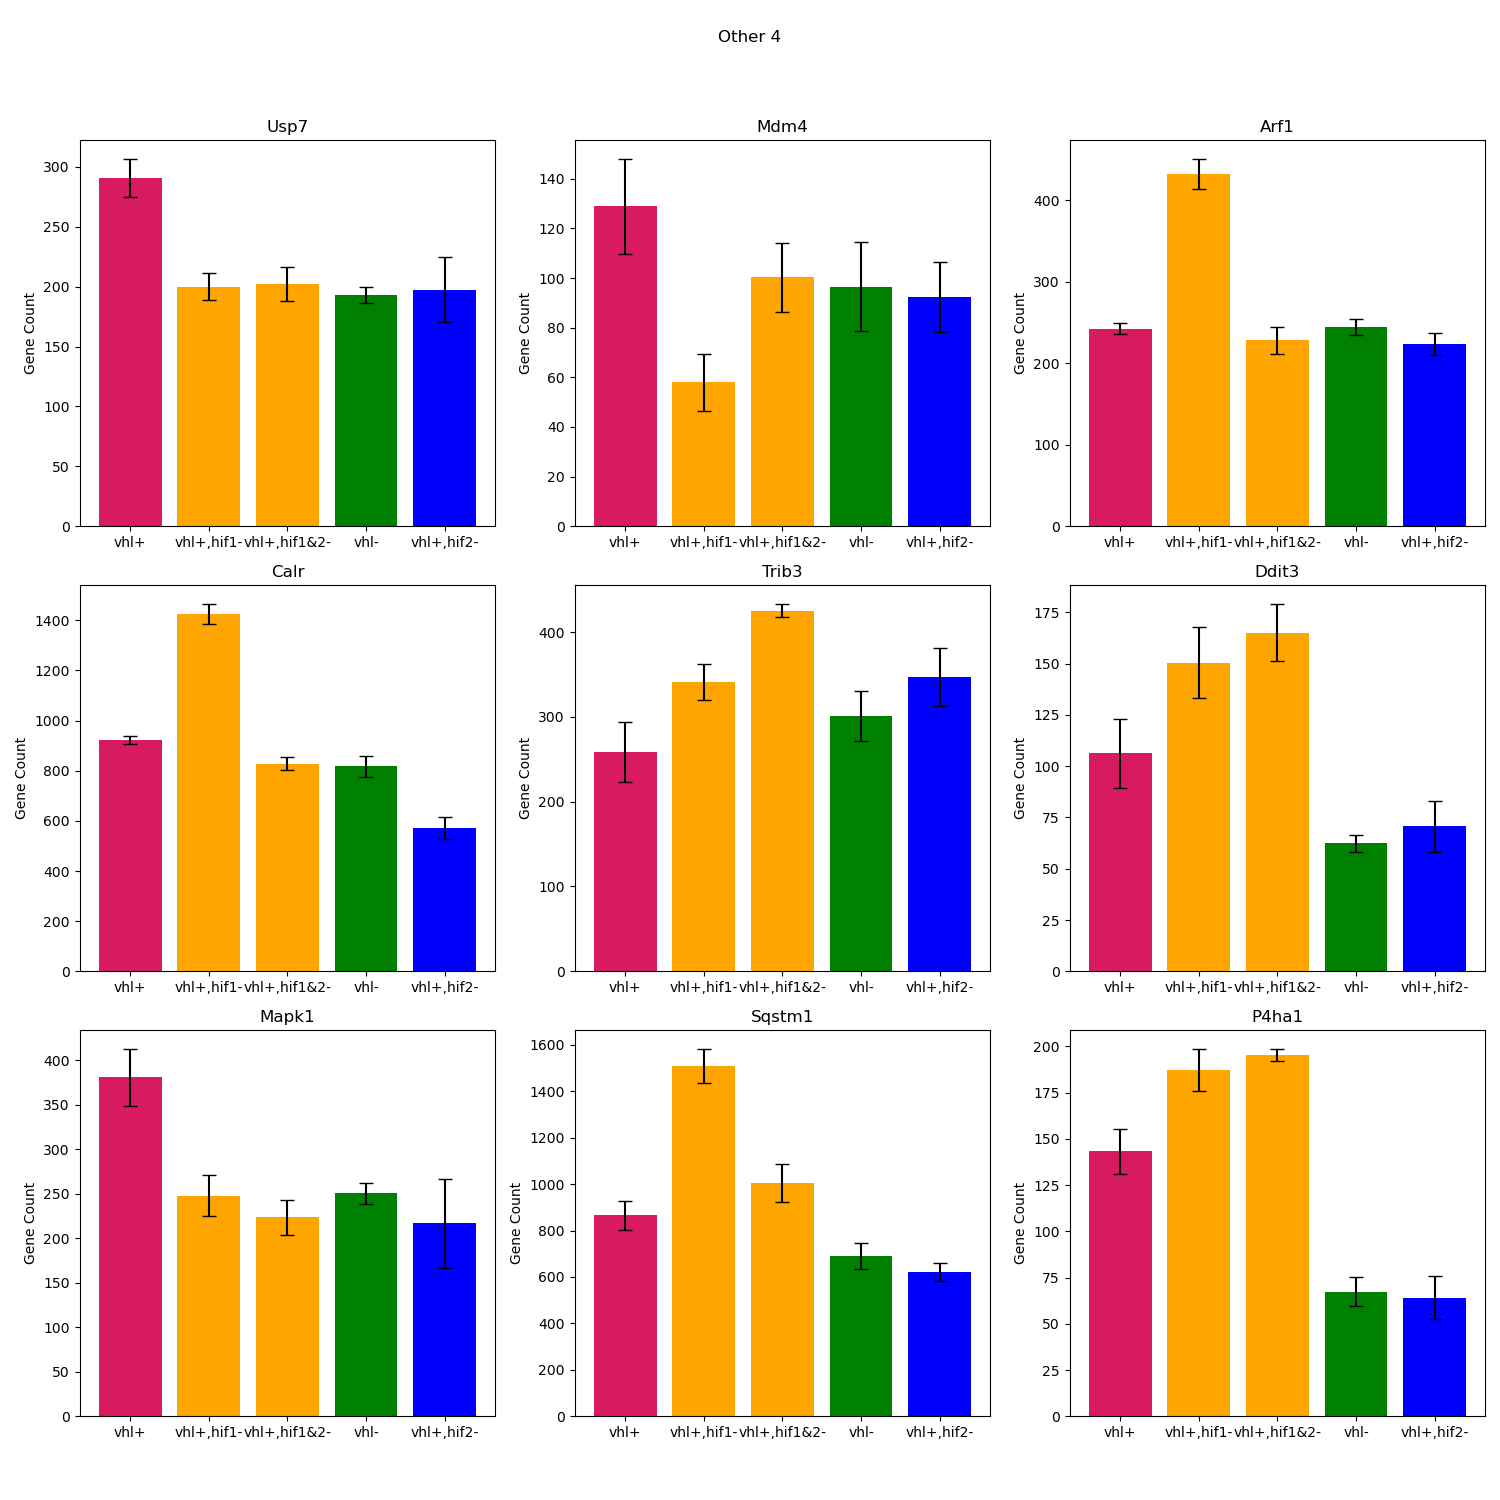 Other 4
Usp7
Mdm4
Arf1
Gene Count
300
250
200
150
100
50
0
vhl+ vhl+,hif1- vhl+,hif1&2- vhl- vhl+,hif2-
Gene Count
140
120
100
80
60
40
20
0
vhl+ vhl+,hif1- vhl+,hif1&2- vhl- vhl+,hif2-
Gene Count
400
300
200
100
0
vhl+ vhl+,hif1- vhl+,hif1&2- vhl- vhl+,hif2-
Calr
Trib3
Ddit3
Gene Count
1400
1200
1000
800
600
400
200
0
vhl+ vhl+,hif1- vhl+,hif1&2- vhl- vhl+,hif2-
Gene Count
400
300
200
100
0
vhl+ vhl+,hif1- vhl+,hif1&2- vhl- vhl+,hif2-
Gene Count
175
150
125
100
75
50
25
0
vhl+ vhl+,hif1- vhl+,hif1&2- vhl- vhl+,hif2-
Mapk1
Sqstm1
P4ha1
Gene Count
400
350
300
250
200
150
100
50
0
vhl+ vhl+,hif1- vhl+,hif1&2- vhl- vhl+,hif2-
Gene Count
1600
1400
1200
1000
800
600
400
200
0
vhl+ vhl+,hif1- vhl+,hif1&2- vhl- vhl+,hif2-
Gene Count
200
175
150
125
100
75
50
25
0
vhl+ vhl+,hif1- vhl+,hif1&2- vhl- vhl+,hif2-